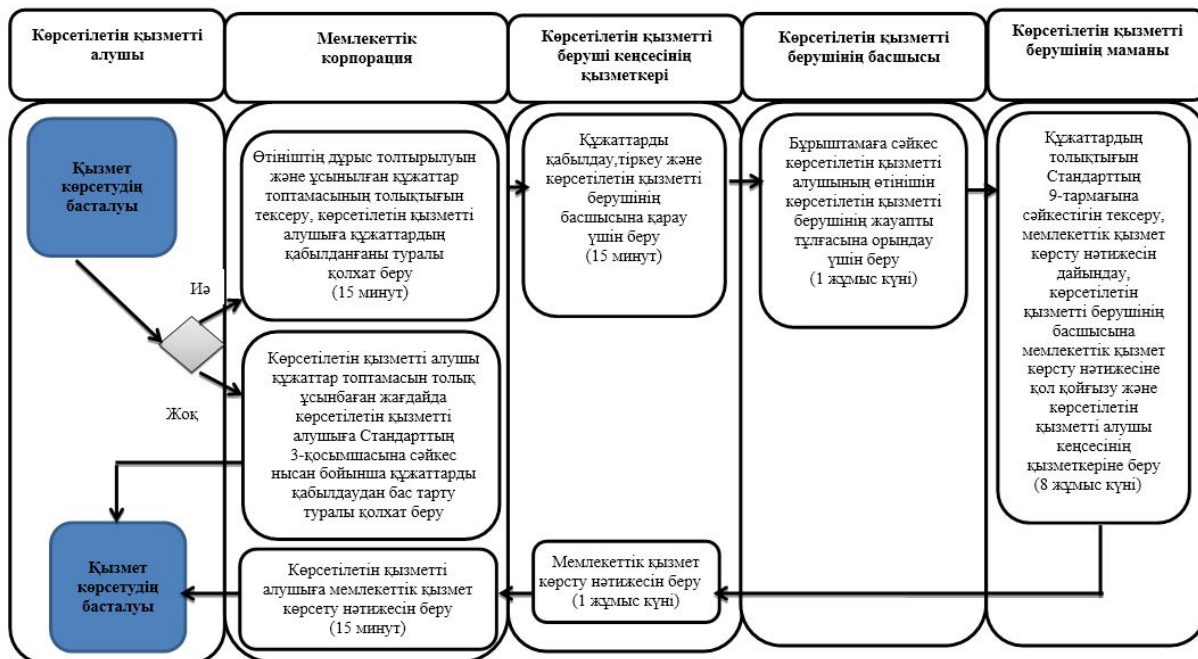 Көрсетілетін қызметті
алушы
Мемлекеттік
корпорация
Көрсетілетін қызметті
беруші кеңсесінің
қызметкері
Көрсетілетін қызметті
берушінің басшысы
Көрсетілетін қызметті
берушінің маманы
Қызмет
көрсетудің
басталуы
Иә
Жоқ
Өтініштің дұрыс толтырылуын
және ұсынылған құжаттар
топтамасының толықтығын
тексеру, көрсетілетін қызметті
алушыға құжаттардың
қабылданғаны туралы
қолхат беру
(15 минут)
Құжаттарды
қабылдау,тіркеу және
көрсетілетін қызметті
берушінің
басшысына қарау
үшін беру
(15 минут)
Бұрыштамаға сәйкес
көрсетілетін қызметті
алушының өтінішін
көрсетілетін қызметті
берушінің жауапты
тұлғасына орындау
үшін беру
(1 жұмыс күні)
Құжаттардың
толықтығын
Стандарттың
9-тармағына
сәйкестігін тексеру,
мемлекеттік қызмет
көрсту нәтижесін
дайындау,
көрсетілетін
қызметті берушінің
басшысына
мемлекеттік қызмет
көрсту нәтижесіне
қол қойғызу және
көрсетілетін
қызметті алушы
кеңсесінің
қызметкеріне беру
(8 жұмыс күні)
Көрсетілетін қызметті алушы
құжаттар топтамасын толық
ұсынбаған жағдайда
көрсетілетін қызметті
алушыға Стандарттың
3-қосымшасына сәйкес
нысан бойынша құжаттарды
қабылдаудан бас тарту
туралы қолхат беру
Мемлекеттік қызмет
көрсту нәтижесін беру
(1 жұмыс күні)
Көрсетілетін қызметті
алушыға мемлекеттік қызмет
көрсету нәтижесін беру
(15 минут)
Қызмет
көрсетудің
басталуы